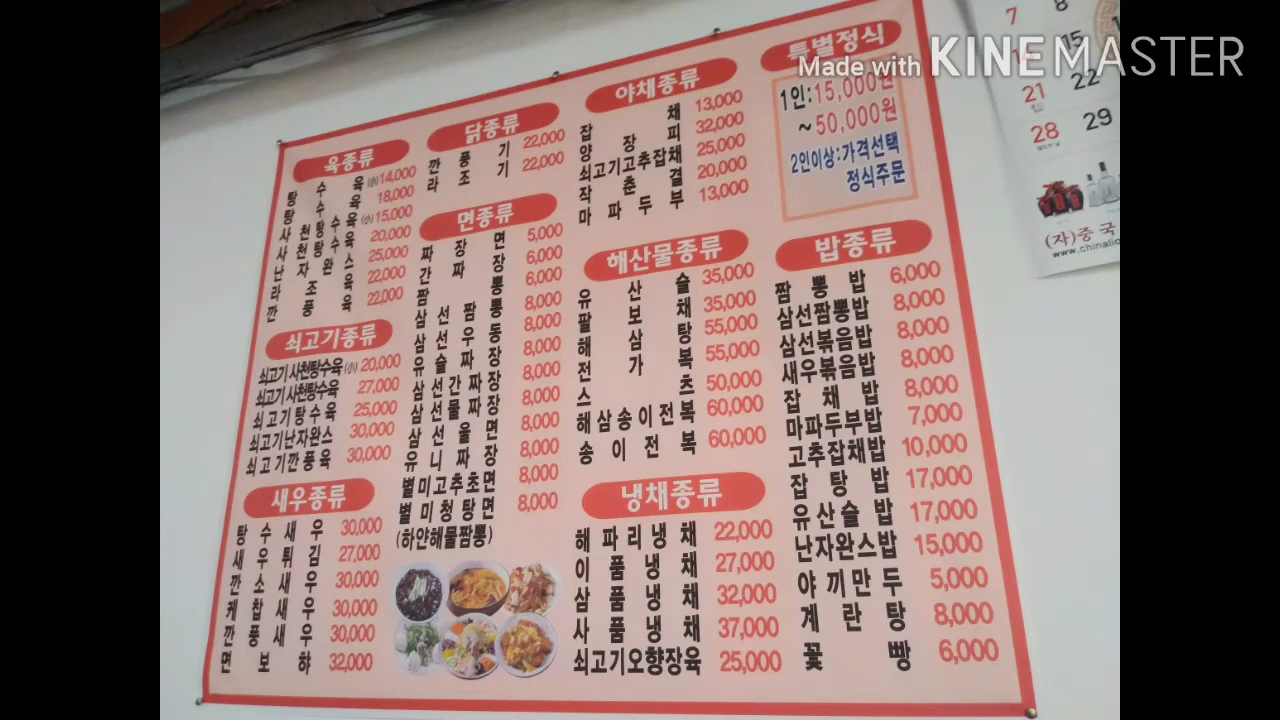 Made with KINEMASTER
육종류
탕수육(小) 14,000
탕수육 18,000
사천탕수육(小) 15,000
사천탕수육 20,000
난자완스 25,000
라조육 22,000
깐풍육 22,000
쇠고기종류
쇠고기사천탕수육(小) 20,000
쇠고기사천탕수육 27,000
쇠고기탕수육 25,000
쇠고기난자완스 30,000
쇠고기깐풍육 30,000
새우종류
탕수새우 30,000
새우튀김 27,000
깐소새우 30,000
케찹새우 30,000
깐풍새우 30,000
면보하 32,000
닭종류
깐풍기 22,000
라조기 22,000
면종류
짜장면 5,000
간짜장 6,000
짬뽕 6,000
삼선짬뽕 8,000
삼선우동 8,000
유슬짜장 8,000
삼선간짜장 8,000
삼선물짜장 8,000
삼선울면 8,000
유니짜장 8,000
별미고추초면 8,000
별미청탕면 8,000
(하얀해물짬뽕)
야채종류
잡채 13,000
양장피 32,000
쇠고기고추잡채 25,000
작춘결 20,000
마파두부 13,000
해산물종류
유산슬 35,000
팔보채 35,000
해삼탕 55,000
전가복 55,000
스츠 50,000
해삼송이전복 60,000
송이전복 60,000
냉채종류
해파리냉채 22,000
이품냉채 27,000
삼품냉채 32,000
사품냉채 37,000
쇠고기오향장육 25,000
특별정식
1인:15,000원
~50,000원
2인이상:가격선택
정식주문
밥종류
짬뽕밥 6,000
삼선짬뽕밥 8,000
삼선볶음밥 8,000
새우볶음밥 8,000
잡채밥 8,000
마파두부밥 7,000
고추잡채밥 10,000
잡탕밥 17,000
유산슬밥 17,000
난자완스밥 15,000
야끼만두 5,000
계란탕 8,000
꽃빵 6,000
7 8
15
21 22
28 29
(자)중국
www.chinalic